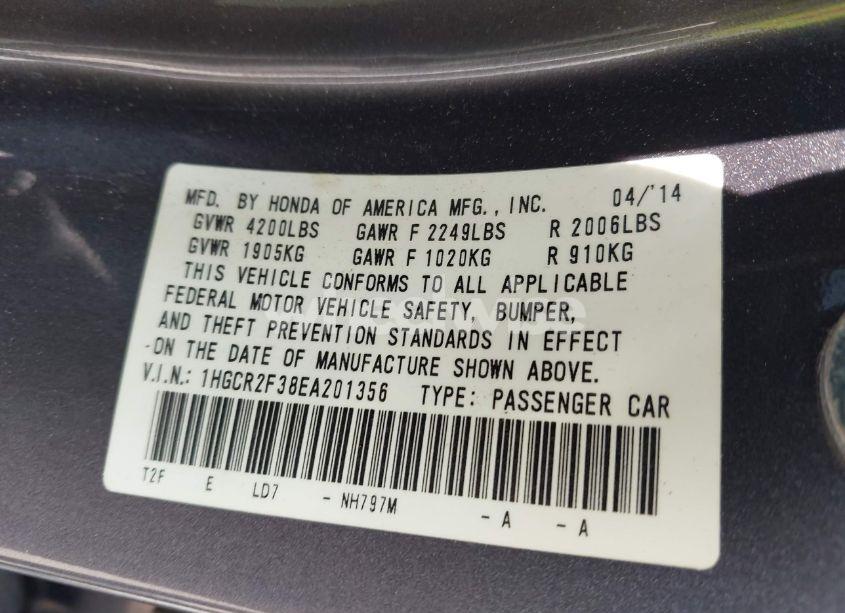 MFD. BY HONDA OF AMERICA MFG., INC. 04/'14
GVWR 4200LBS GAWR F 2249LBS R 2006LBS
GVWR 1905KG GAWR F 1020KG R 910KG
THIS VEHICLE CONFORMS TO ALL APPLICABLE
FEDERAL MOTOR VEHICLE SAFETY, BUMPER,
AND THEFT PREVENTION STANDARDS IN EFFECT
ON THE DATE OF MANUFACTURE SHOWN ABOVE.
V.I.N.: 1HGCR2F38EA201356 TYPE: PASSENGER CAR
T2F E LD7 - NH797M - A - A